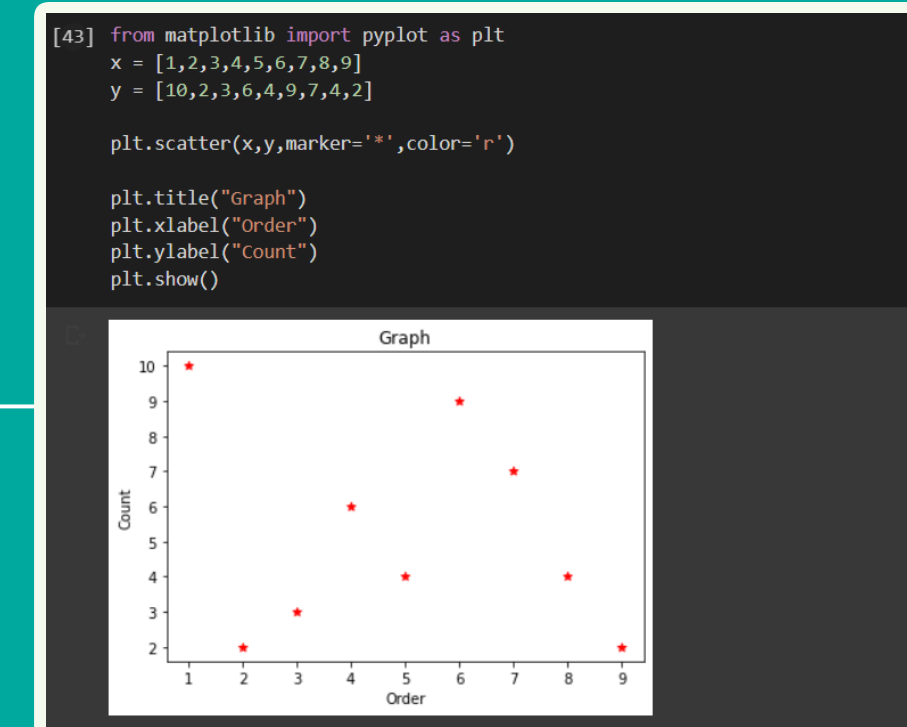 [43] from matplotlib import pyplot as plt
x = [1,2,3,4,5,6,7,8,9]
y = [10,2,3,6,4,9,7,4,2]
plt.scatter(x,y,marker='*',color='r')
plt.title("Graph")
plt.xlabel("Order")
plt.ylabel("Count")
plt.show()
Graph
10
9
8
7
6
5
4
3
2
Count
1 2 3 4 5 6 7 8 9
Order